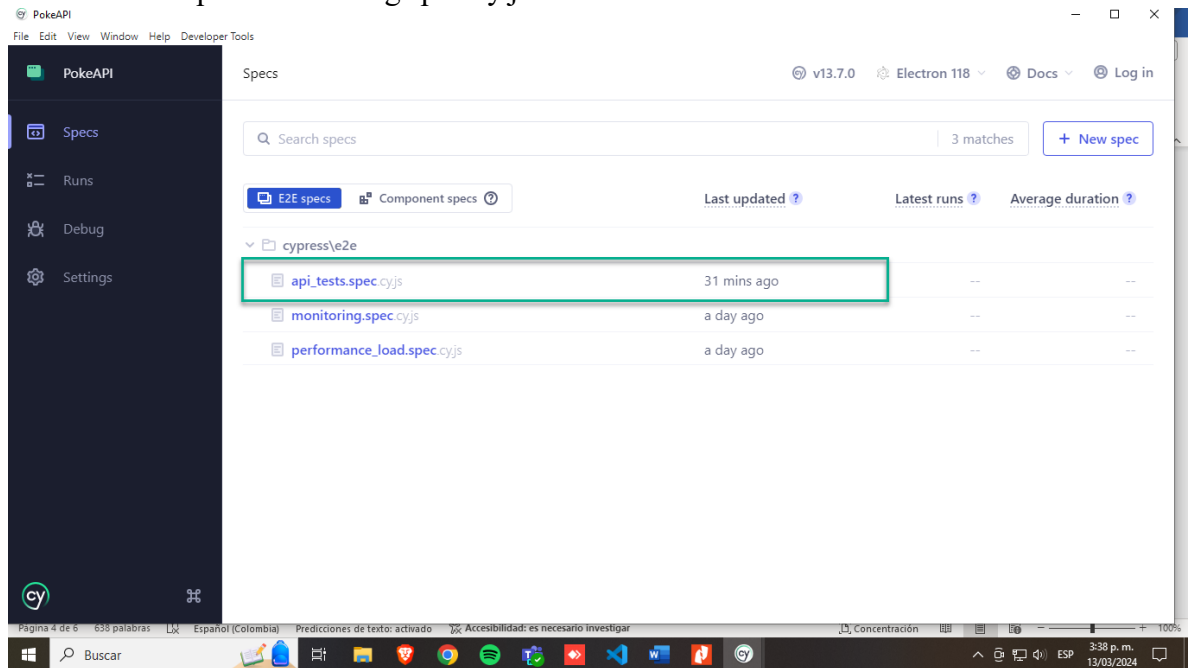 PokeAPI
File Edit View Window Help Developer Tools
PokeAPI
Specs
v13.7.0
Electron 118
Docs
Log in
Specs
Runs
Debug
Settings
Search specs
3 matches
+ New spec
E2E specs
Component specs
Last updated ?
Latest runs ?
Average duration ?
cypress\e2e
api_tests.spec.cy.js 31 mins ago -- --
monitoring.spec.cy.js a day ago -- --
performance_load.spec.cy.js a day ago -- --
cy
Página 4 de 6 638 palabras Español (Colombia) Predicciones de texto: activado Accesibilidad: es necesario investigar Concentración 100%
Buscar
ESP
3:38 p. m.
13/03/2024